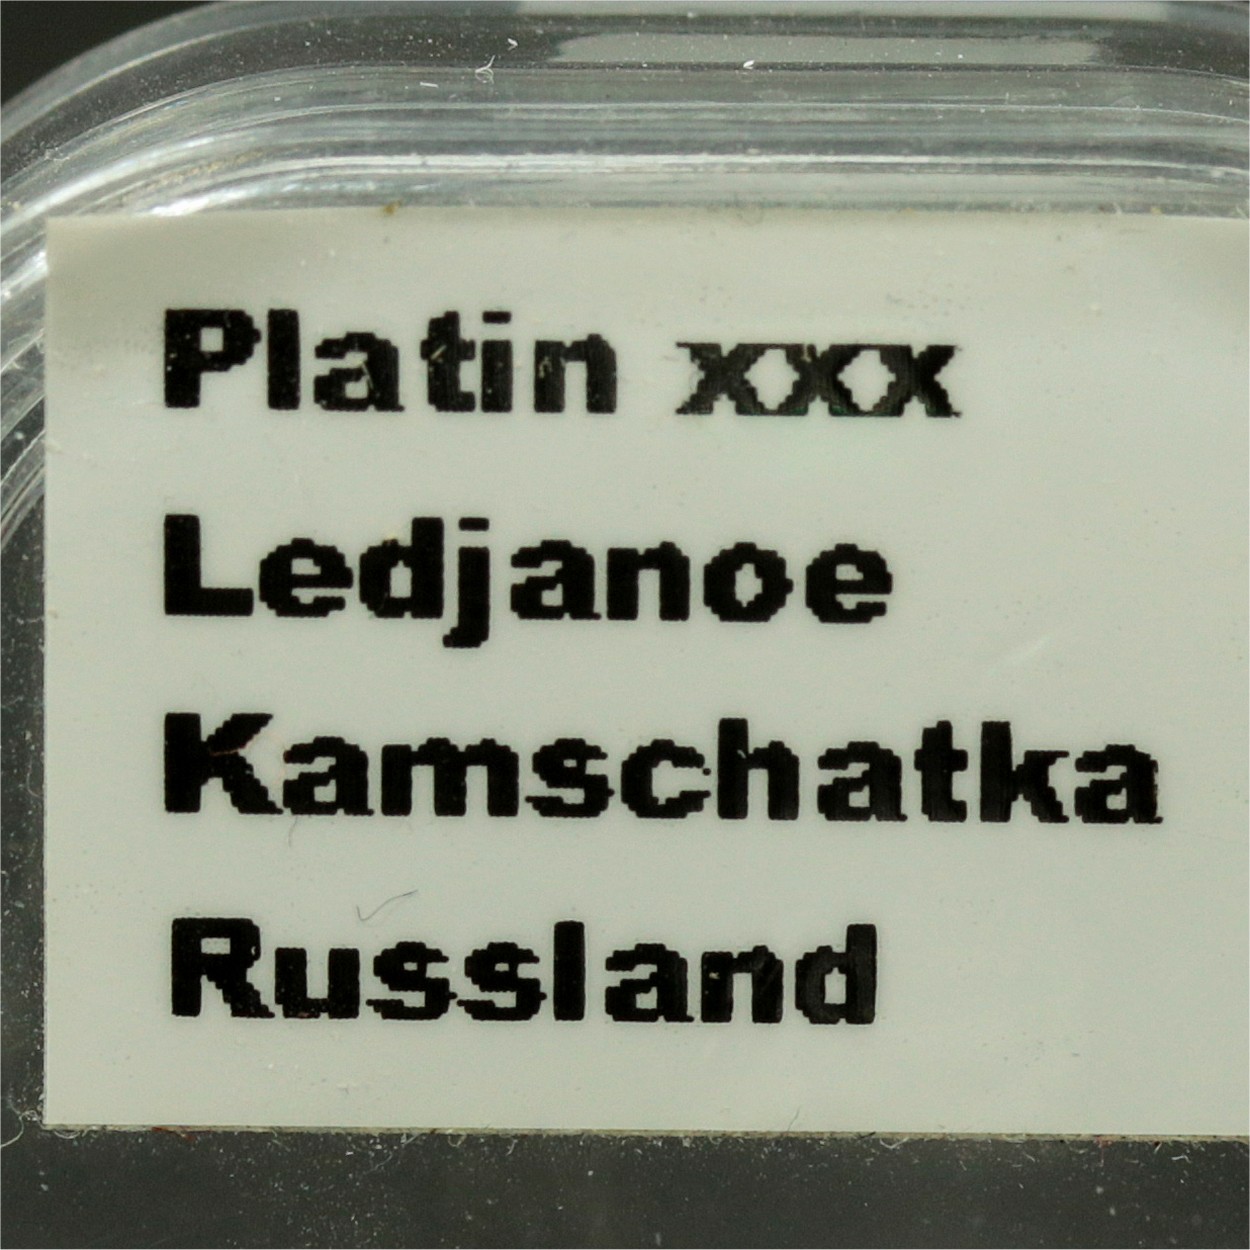 Platin xxx
Ledjanoe
Kamschatka
Russland